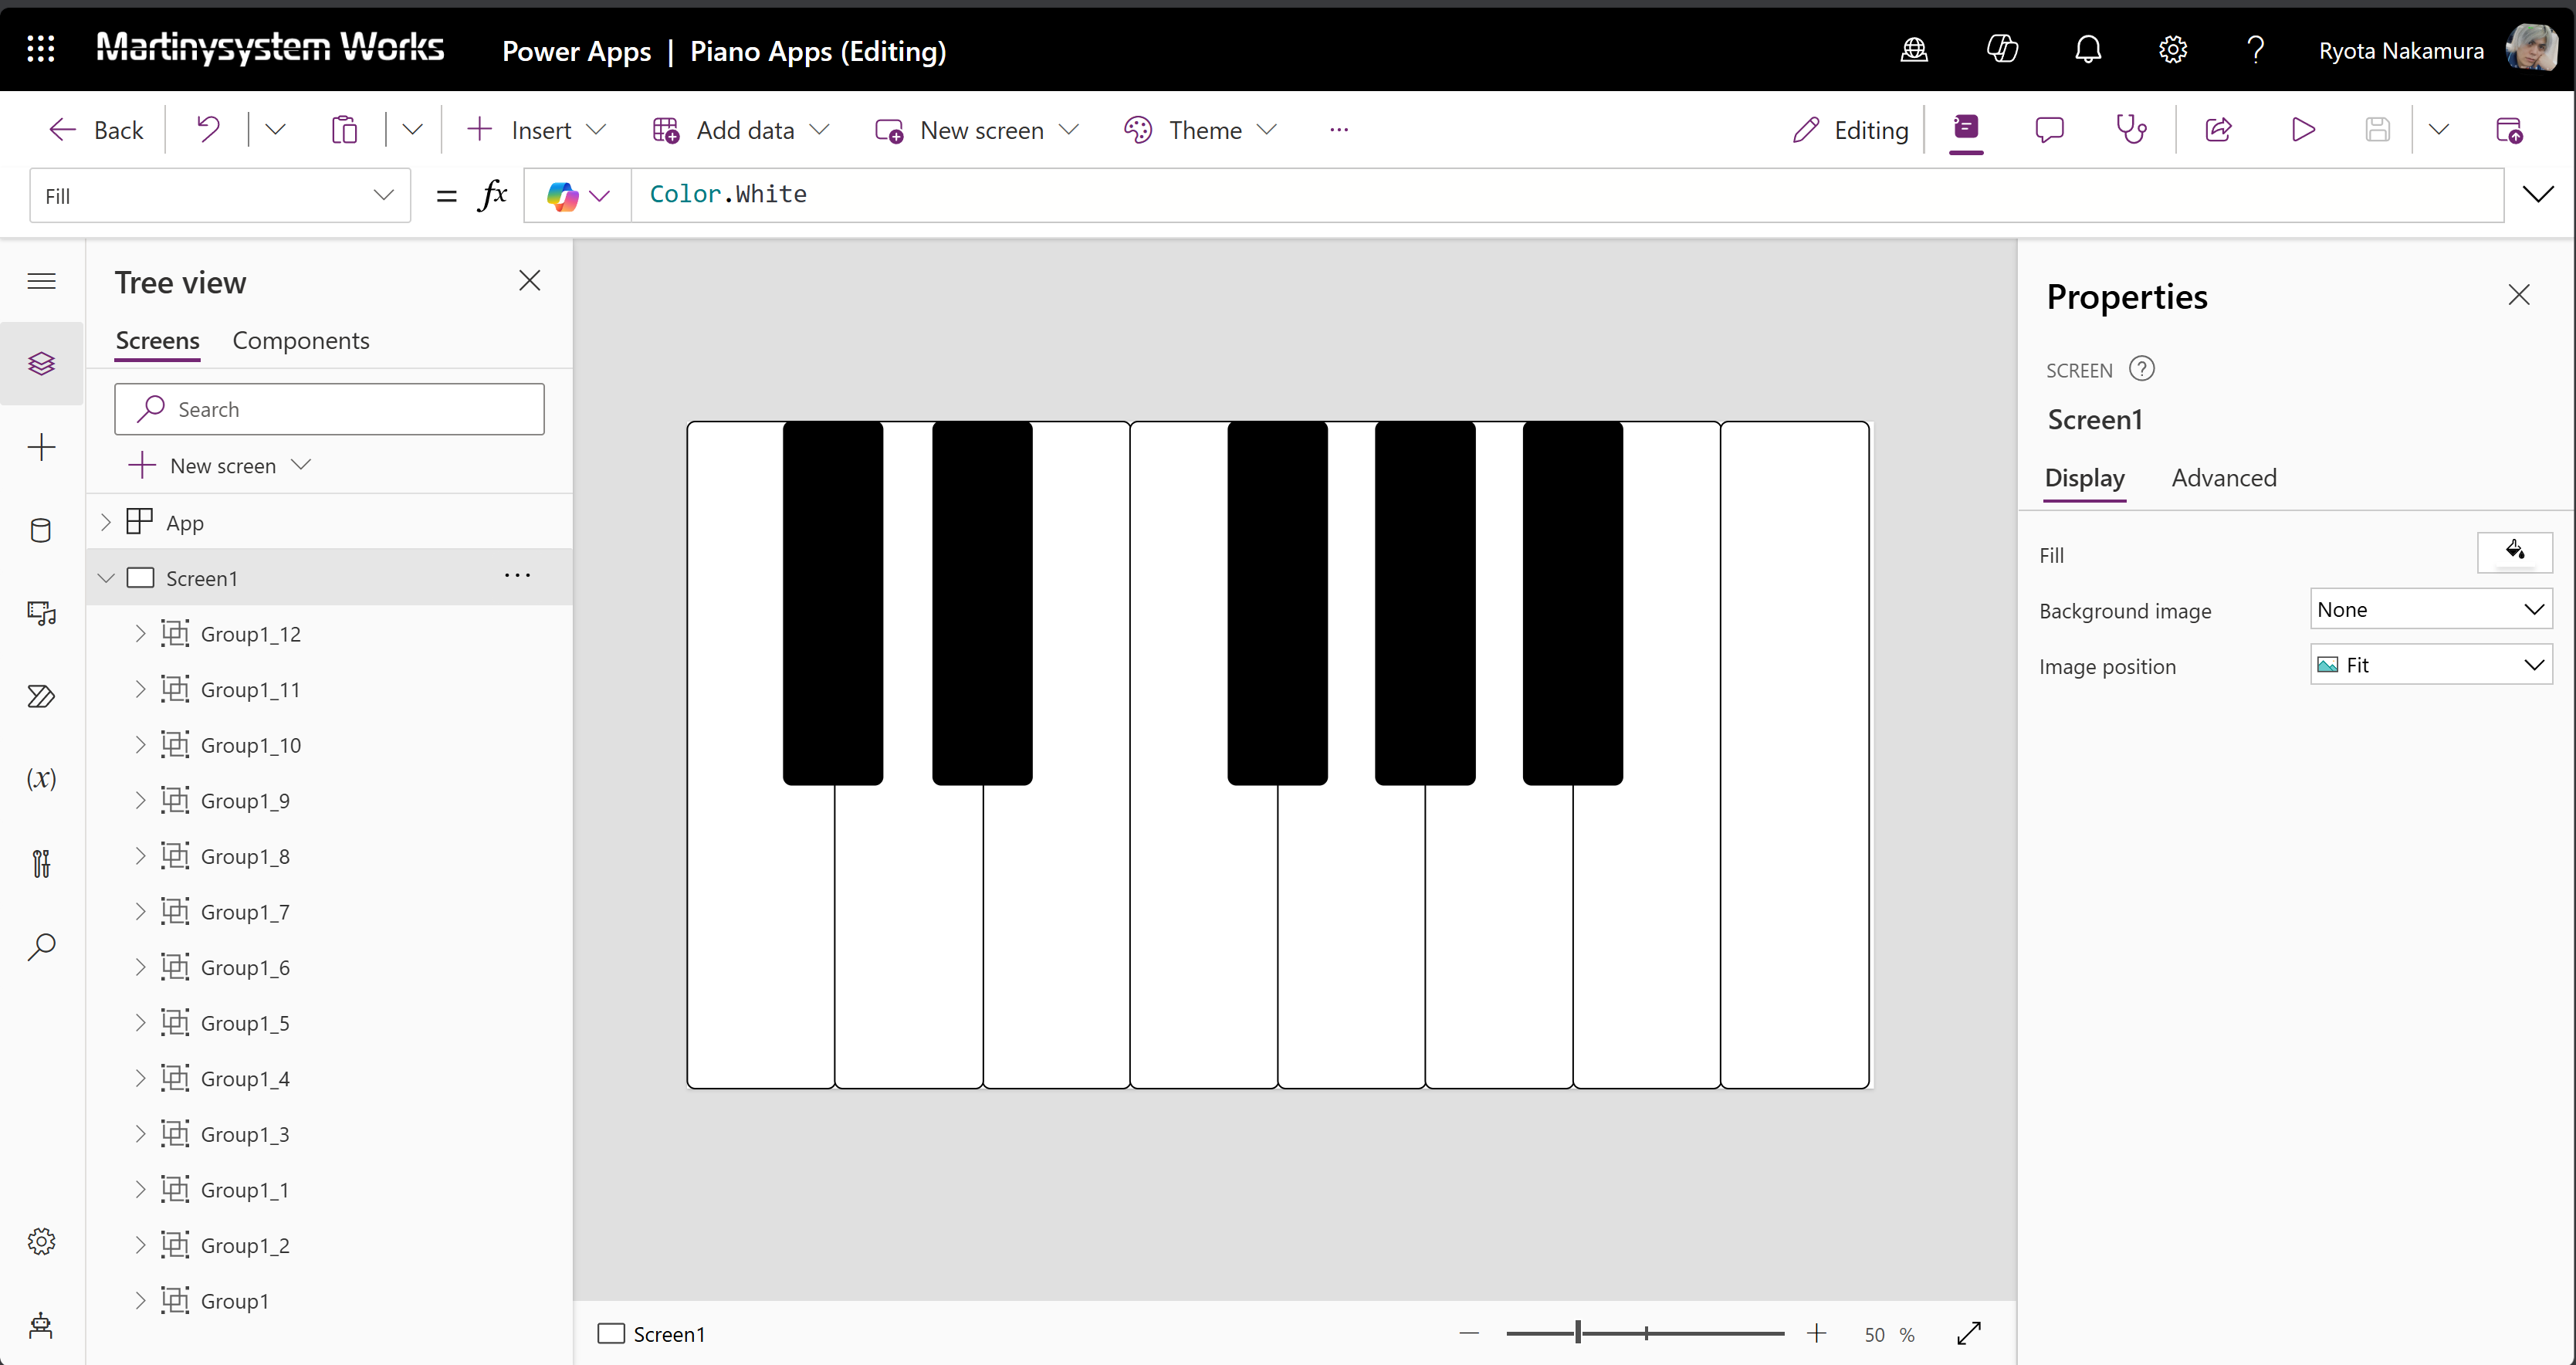 Martinysystem Works
Power Apps | Piano Apps (Editing)
Ryota Nakamura
Back
Insert
Add data
New screen
Theme
Editing
Fill
= fx
Color.White
Tree view
Screens
Components
Search
New screen
App
Screen1
Group1_12
Group1_11
Group1_10
Group1_9
Group1_8
Group1_7
Group1_6
Group1_5
Group1_4
Group1_3
Group1_1
Group1_2
Group1
(x)
Screen1
50 %
Properties
SCREEN
Screen1
Display
Advanced
Fill
Background image
None
Image position
Fit